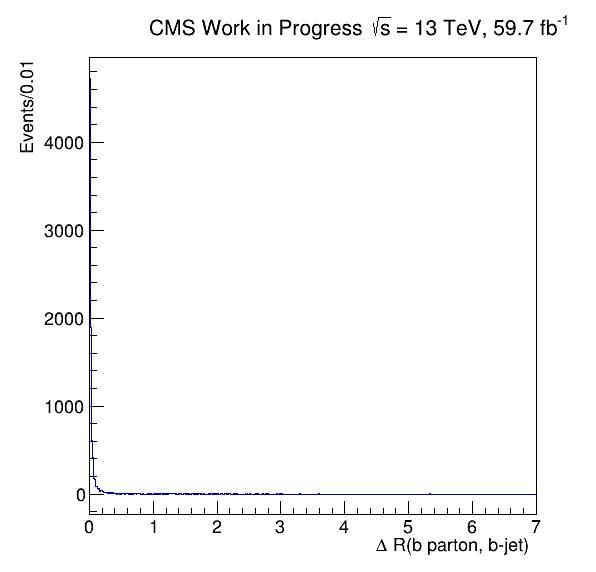 CMS Work in Progress √s = 13 TeV, 59.7 fb⁻¹
Events/0.01
4000
3000
2000
1000
0
0 1 2 3 4 5 6 7
Δ R(b parton, b-jet)